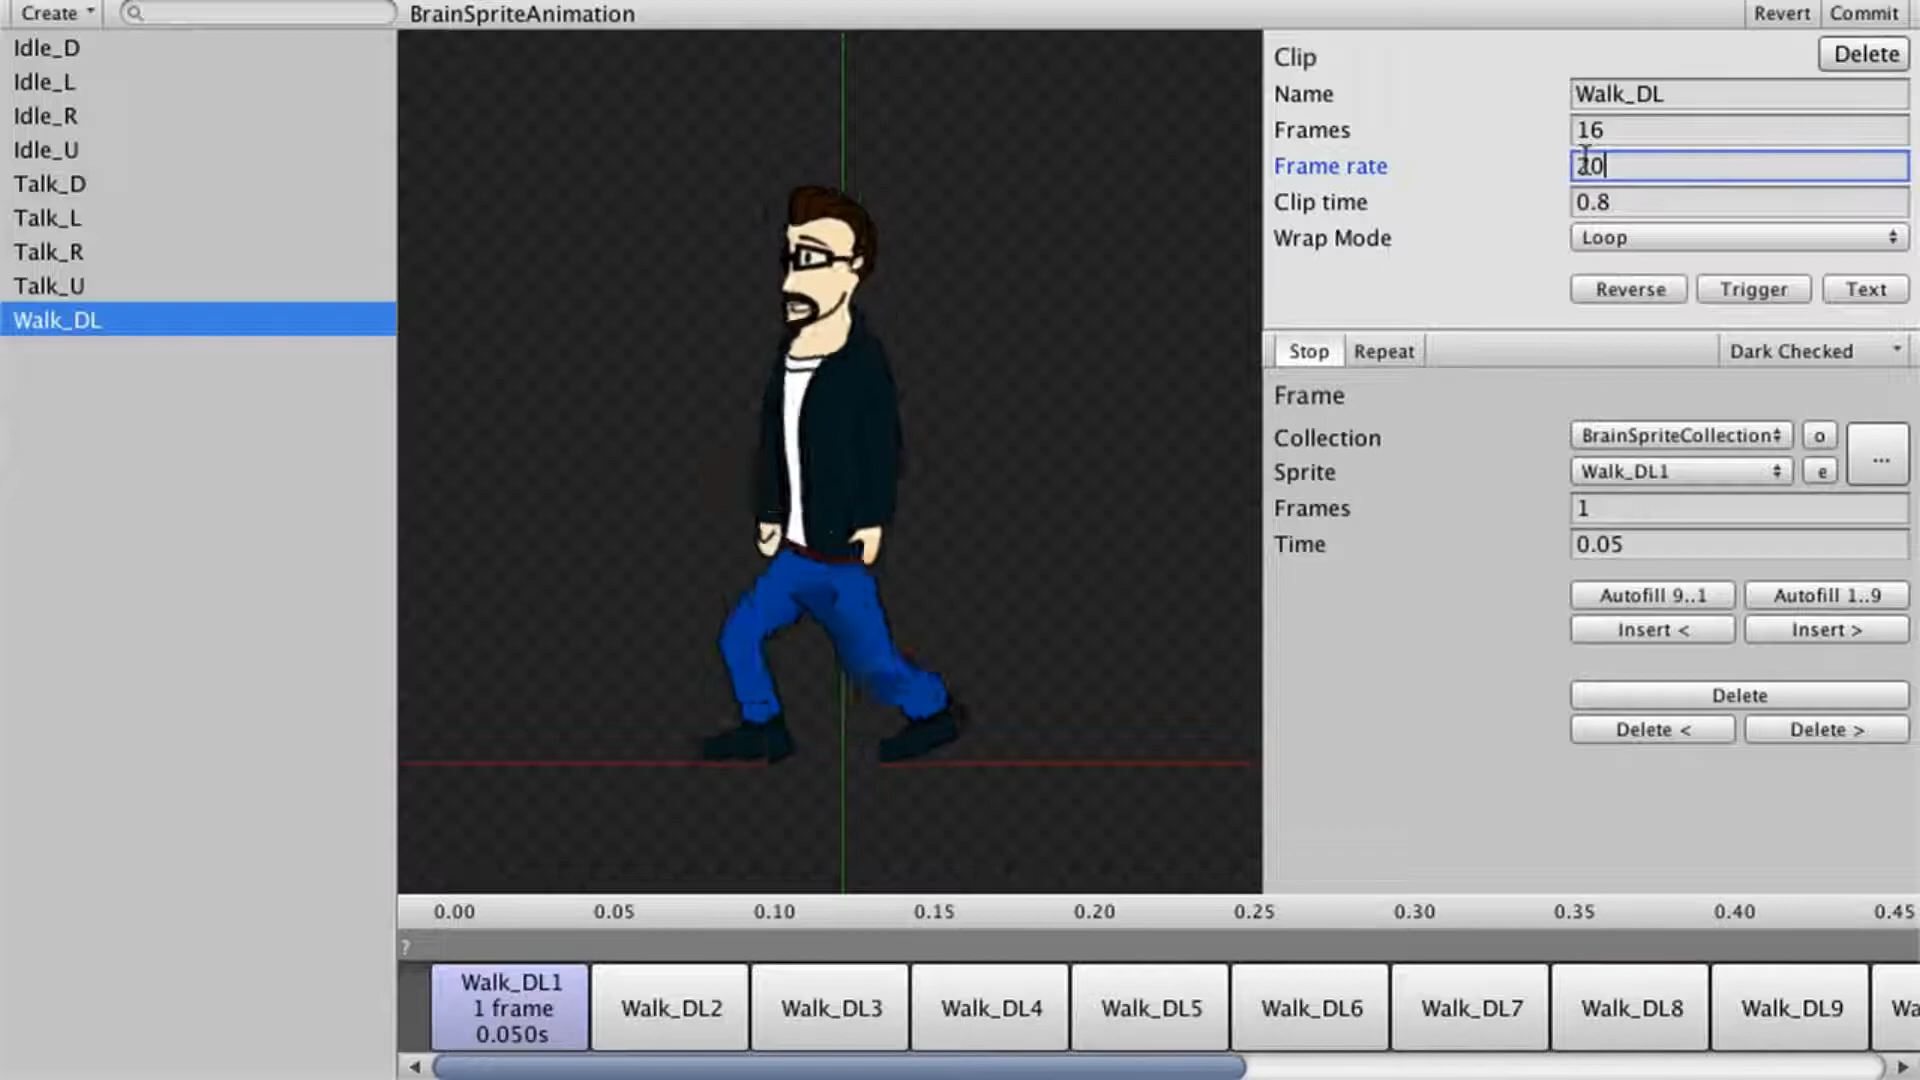 Create
BrainSpriteAnimation
Revert
Commit
Idle_D
Idle_L
Idle_R
Idle_U
Talk_D
Talk_L
Talk_R
Talk_U
Walk_DL
Clip
Delete
Name
Walk_DL
Frames
16
Frame rate
20
Clip time
0.8
Wrap Mode
Loop
Reverse
Trigger
Text
Stop
Repeat
Dark Checked
Frame
Collection
BrainSpriteCollection
o
...
Sprite
Walk_DL1
e
Frames
1
Time
0.05
Autofill 9..1
Autofill 1..9
Insert <
Insert >
Delete
Delete <
Delete >
0.00 0.05 0.10 0.15 0.20 0.25 0.30 0.35 0.40 0.45
?
Walk_DL1
1 frame
0.050s
Walk_DL2
Walk_DL3
Walk_DL4
Walk_DL5
Walk_DL6
Walk_DL7
Walk_DL8
Walk_DL9
Wa